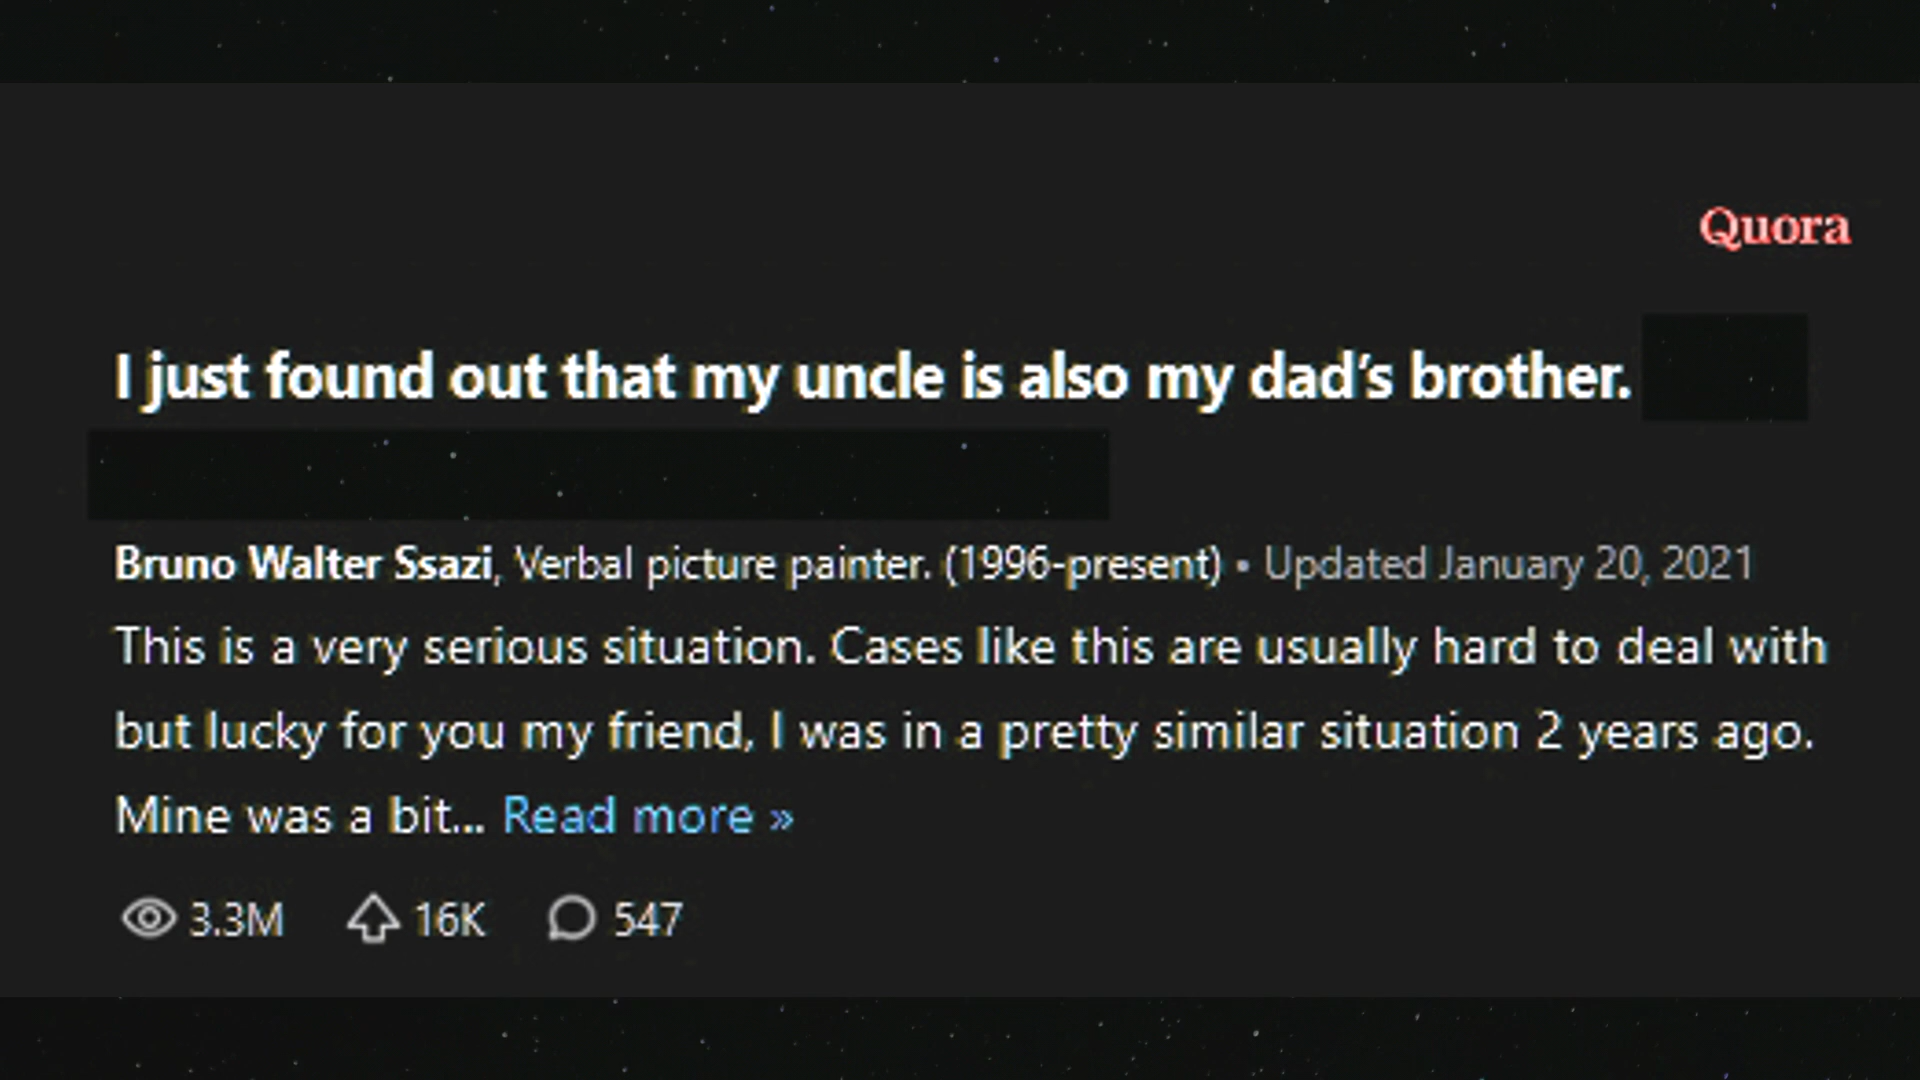 Quora
I just found out that my uncle is also my dad’s brother.
Bruno Walter Ssazi, Verbal picture painter. (1996-present) • Updated January 20, 2021
This is a very serious situation. Cases like this are usually hard to deal with
but lucky for you my friend, I was in a pretty similar situation 2 years ago.
Mine was a bit... Read more »
3.3M 16K 547